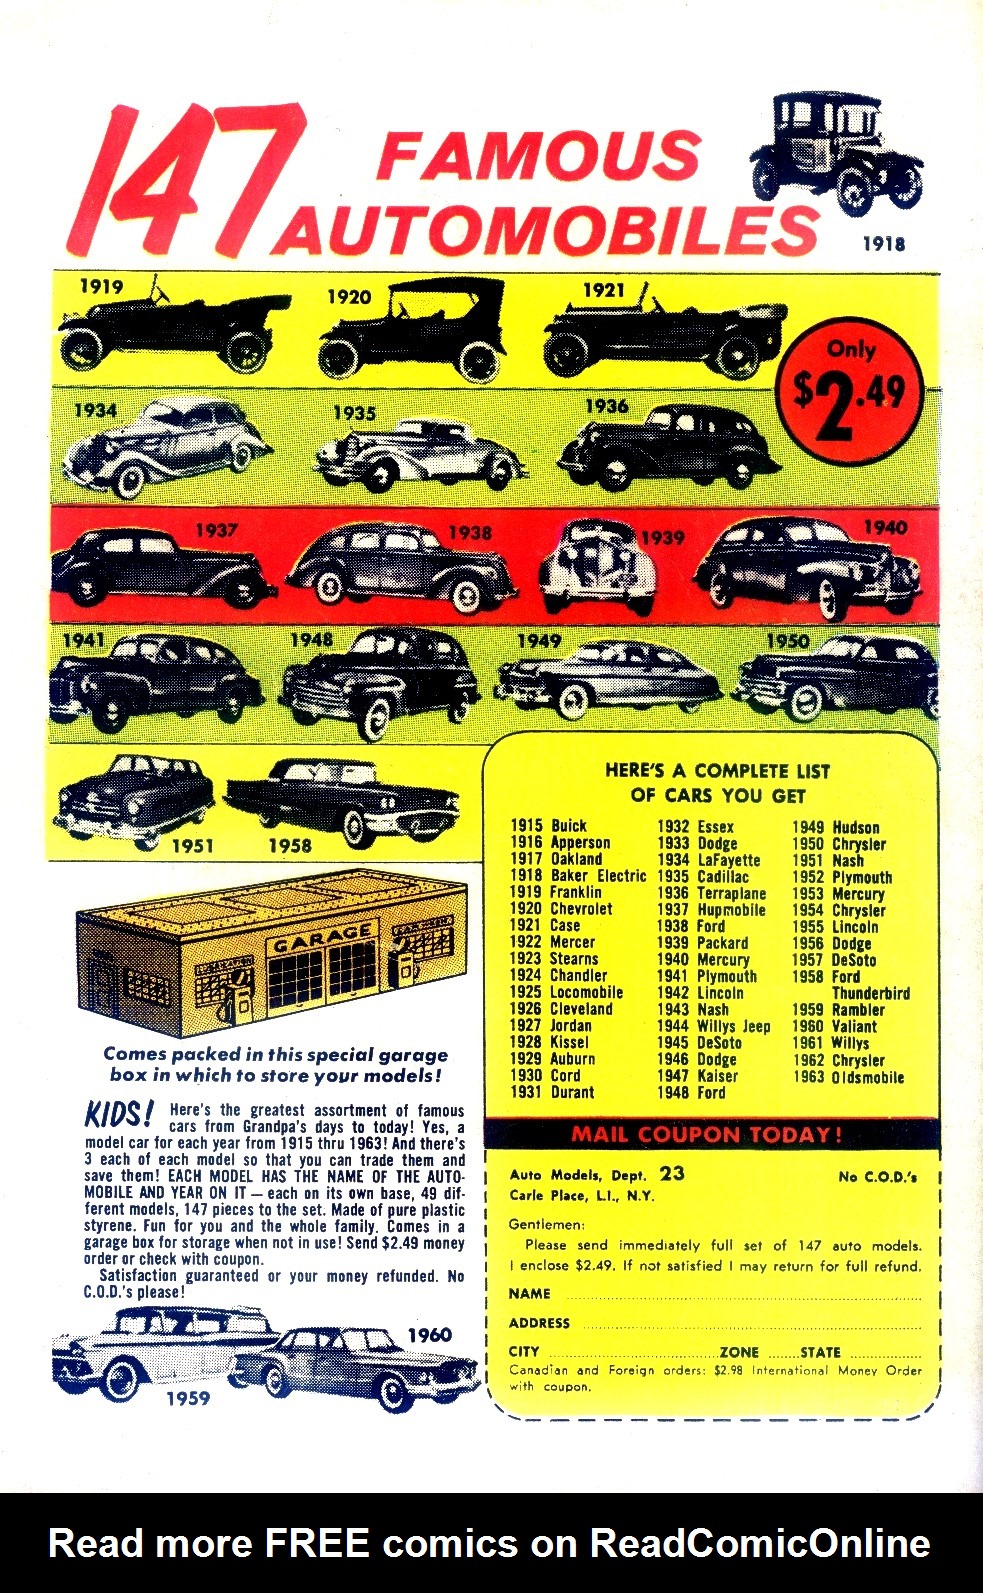 147
FAMOUS
AUTOMOBILES
1918
1919
1920
1921
Only
$2.49
1934
1935
1936
1937
1938
1939
1940
1941
1948
1949
1950
1951
1958
HERE'S A COMPLETE LIST
OF CARS YOU GET
1915 Buick
1916 Apperson
1917 Oakland
1918 Baker Electric
1919 Franklin
1920 Chevrolet
1921 Case
1922 Mercer
1923 Stearns
1924 Chandler
1925 Locomobile
1926 Cleveland
1927 Jordan
1928 Kissel
1929 Auburn
1930 Cord
1931 Durant
1932 Essex
1933 Dodge
1934 LaFayette
1935 Cadillac
1936 Terraplane
1937 Hupmobile
1938 Ford
1939 Packard
1940 Mercury
1941 Plymouth
1942 Lincoln
1943 Nash
1944 Willys Jeep
1945 DeSoto
1946 Dodge
1947 Kaiser
1948 Ford
1949 Hudson
1950 Chrysler
1951 Nash
1952 Plymouth
1953 Mercury
1954 Chrysler
1955 Lincoln
1956 Dodge
1957 DeSoto
1958 Ford
Thunderbird
1959 Rambler
1960 Valiant
1961 Willys
1962 Chrysler
1963 Oldsmobile
LUBRICATION
GARAGE
CAR WASH
Comes packed in this special garage
box in which to store your models!
KIDS! Here's the greatest assortment of famous
cars from Grandpa's days to today! Yes, a
model car for each year from 1915 thru 1963! And there's
3 each of each model so that you can trade them and
save them! EACH MODEL HAS THE NAME OF THE AUTO-
MOBILE AND YEAR ON IT — each on its own base, 49 dif-
ferent models, 147 pieces to the set. Made of pure plastic
styrene. Fun for you and the whole family. Comes in a
garage box for storage when not in use! Send $2.49 money
order or check with coupon.
Satisfaction guaranteed or your money refunded. No
C.O.D.'s please!
1959
1960
MAIL COUPON TODAY!
Auto Models, Dept. 23 No C.O.D.'s
Carle Place, L.I., N.Y.
Gentlemen:
Please send immediately full set of 147 auto models.
I enclose $2.49. If not satisfied I may return for full refund.
NAME
ADDRESS
CITY ZONE STATE
Canadian and Foreign orders: $2.98 International Money Order
with coupon.
Read more FREE comics on ReadComicOnline